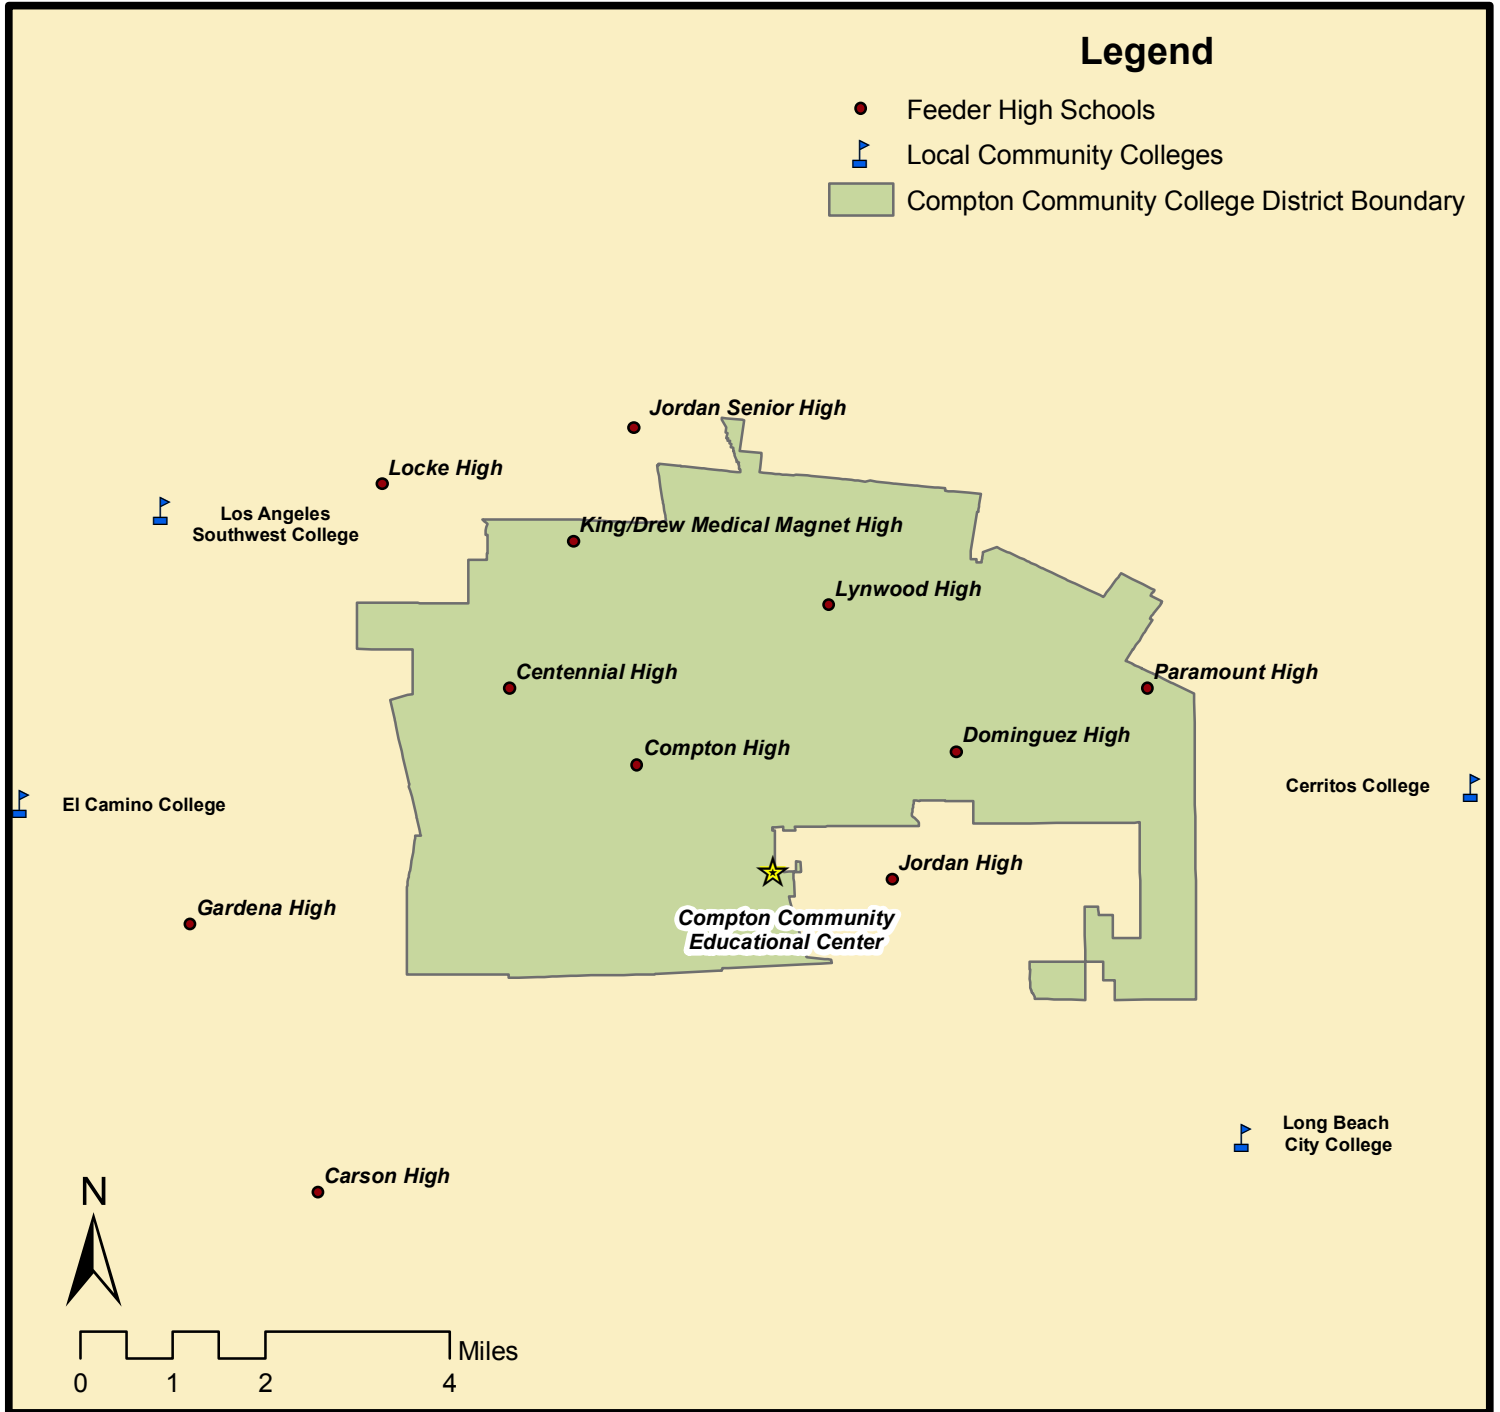 Legend
Feeder High Schools
Local Community Colleges
Compton Community College District Boundary
Jordan Senior High
Locke High
Los Angeles
Southwest College
King/Drew Medical Magnet High
Lynwood High
Centennial High
Paramount High
Dominguez High
Compton High
Cerritos College
El Camino College
Jordan High
Gardena High
Compton Community
Educational Center
Long Beach
City College
Carson High
N
Miles
0 1 2 4